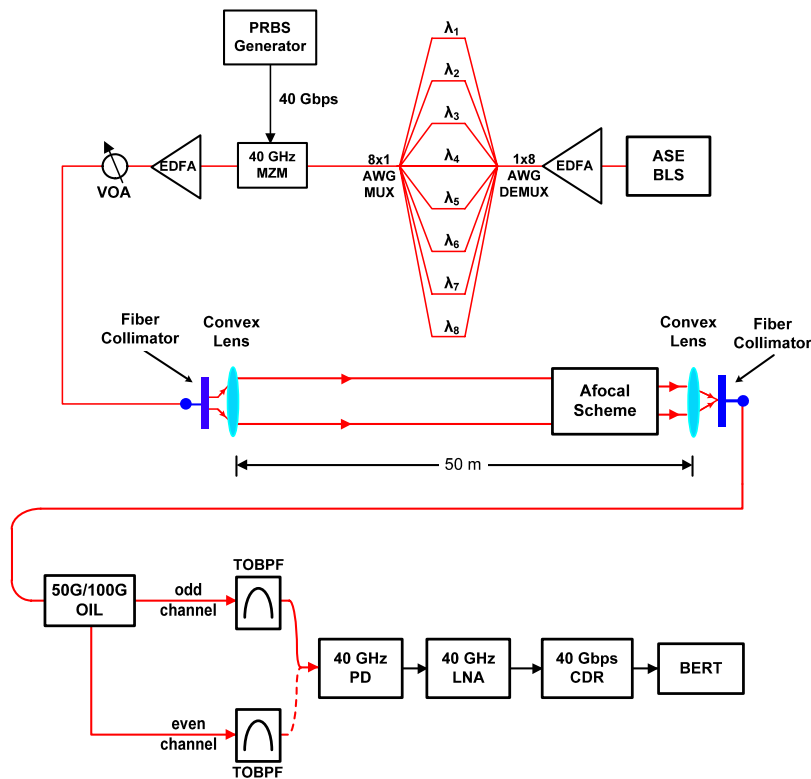 PRBS
Generator
40 Gbps
λ1
λ2
λ3
λ4
λ5
λ6
λ7
λ8
VOA
EDFA
40 GHz
MZM
8x1
AWG
MUX
1x8
AWG
DEMUX
EDFA
ASE
BLS
Fiber
Collimator
Convex
Lens
Afocal
Scheme
Convex
Lens
Fiber
Collimator
50 m
50G/100G
OIL
odd
channel
TOBPF
40 GHz
PD
40 GHz
LNA
40 Gbps
CDR
BERT
even
channel
TOBPF